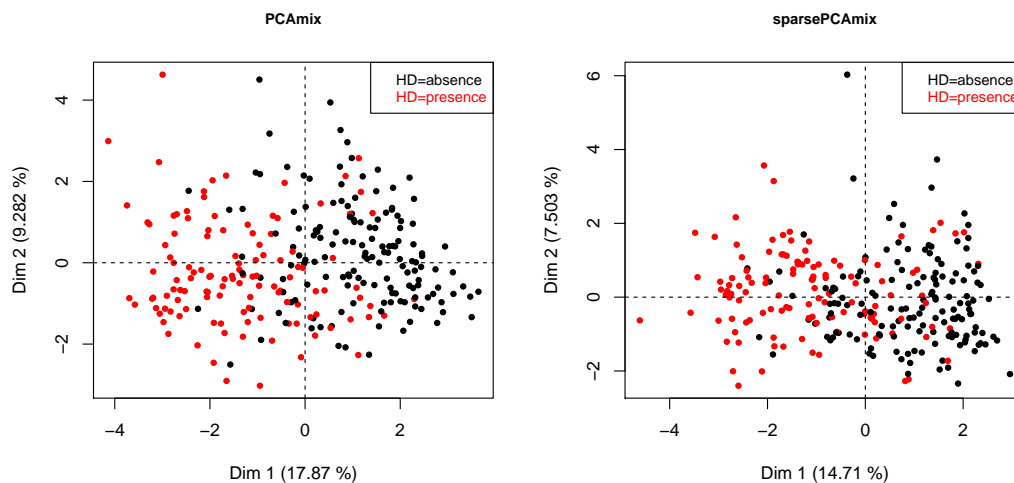 PCAmix
HD=absence
HD=presence
Dim 2 (9.282 %)
4
2
0
−2
−4
−2
0
2
Dim 1 (17.87 %)
sparsePCAmix
HD=absence
HD=presence
Dim 2 (7.503 %)
6
4
2
0
−2
−4
−2
0
2
Dim 1 (14.71 %)